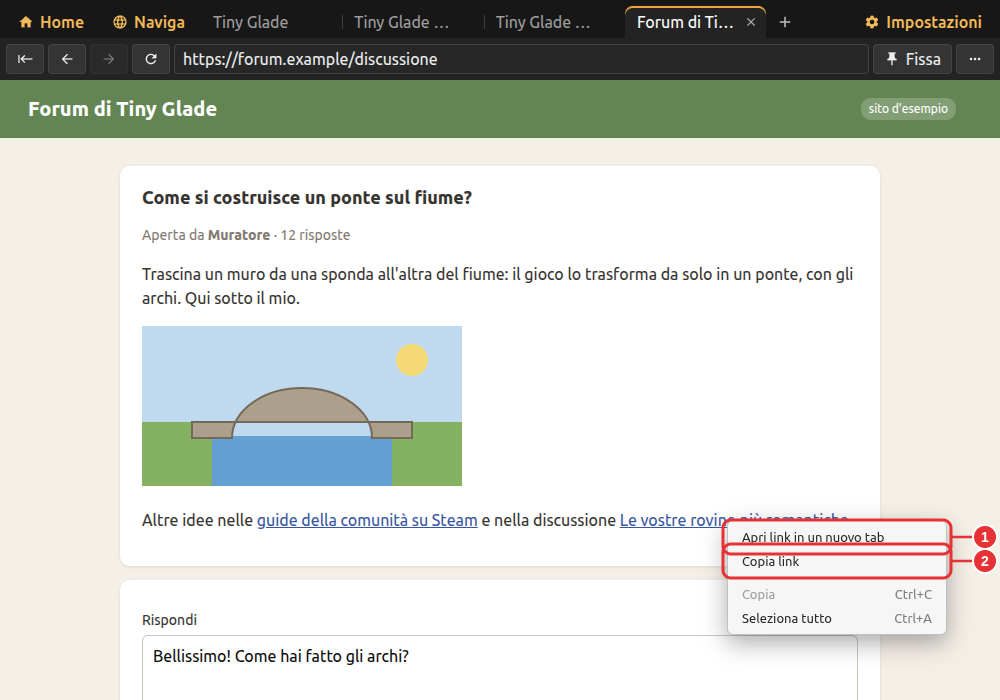 Home
Naviga
Tiny Glade
Tiny Glade ...
Tiny Glade ...
Forum di Ti...
Impostazioni
https://forum.example/discussione
Fissa
Forum di Tiny Glade
sito d'esempio
Come si costruisce un ponte sul fiume?
Aperta da Muratore · 12 risposte
Trascina un muro da una sponda all'altra del fiume: il gioco lo trasforma da solo in un ponte, con gli
archi. Qui sotto il mio.
Altre idee nelle guide della comunità su Steam e nella discussione Le vostre rovine più romantiche.
Apri link in un nuovo tab
1
Copia link
2
Copia Ctrl+C
Seleziona tutto Ctrl+A
Rispondi
Bellissimo! Come hai fatto gli archi?